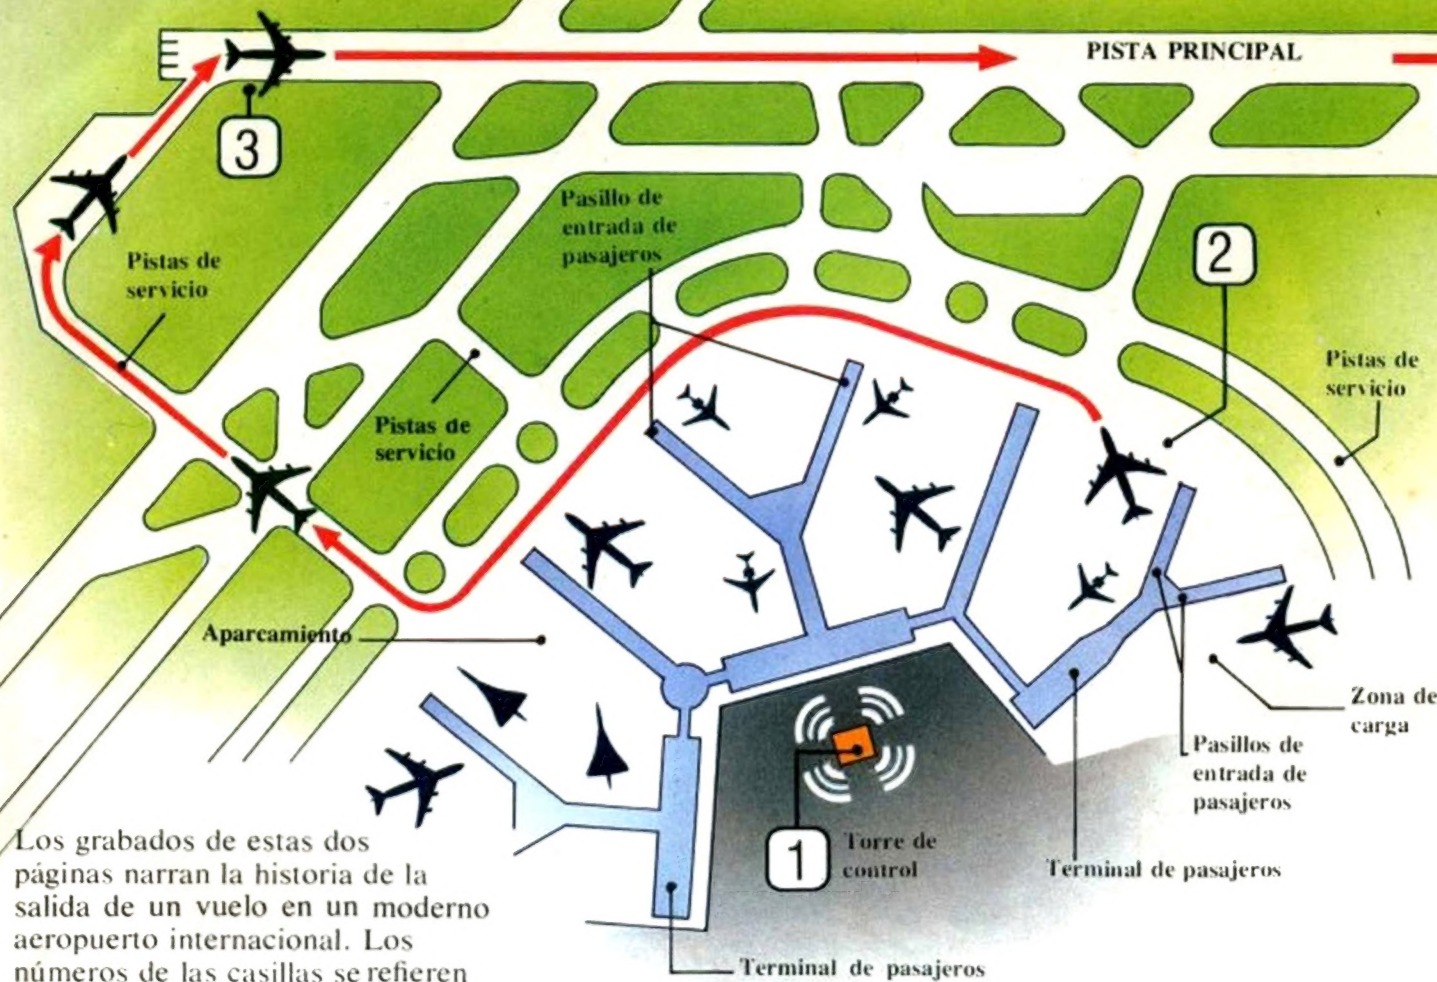 PISTA PRINCIPAL
3
Pasillo de
entrada de
pasajeros
2
Pistas de
servicio
Pistas de
servicio
Pistas de
servicio
Aparcamiento
Zona de
carga
Pasillos de
entrada de
pasajeros
1
Torre de
control
Terminal de pasajeros
Terminal de pasajeros
Los grabados de estas dos
páginas narran la historia de la
salida de un vuelo en un moderno
aeropuerto internacional. Los
números de las casillas se refieren